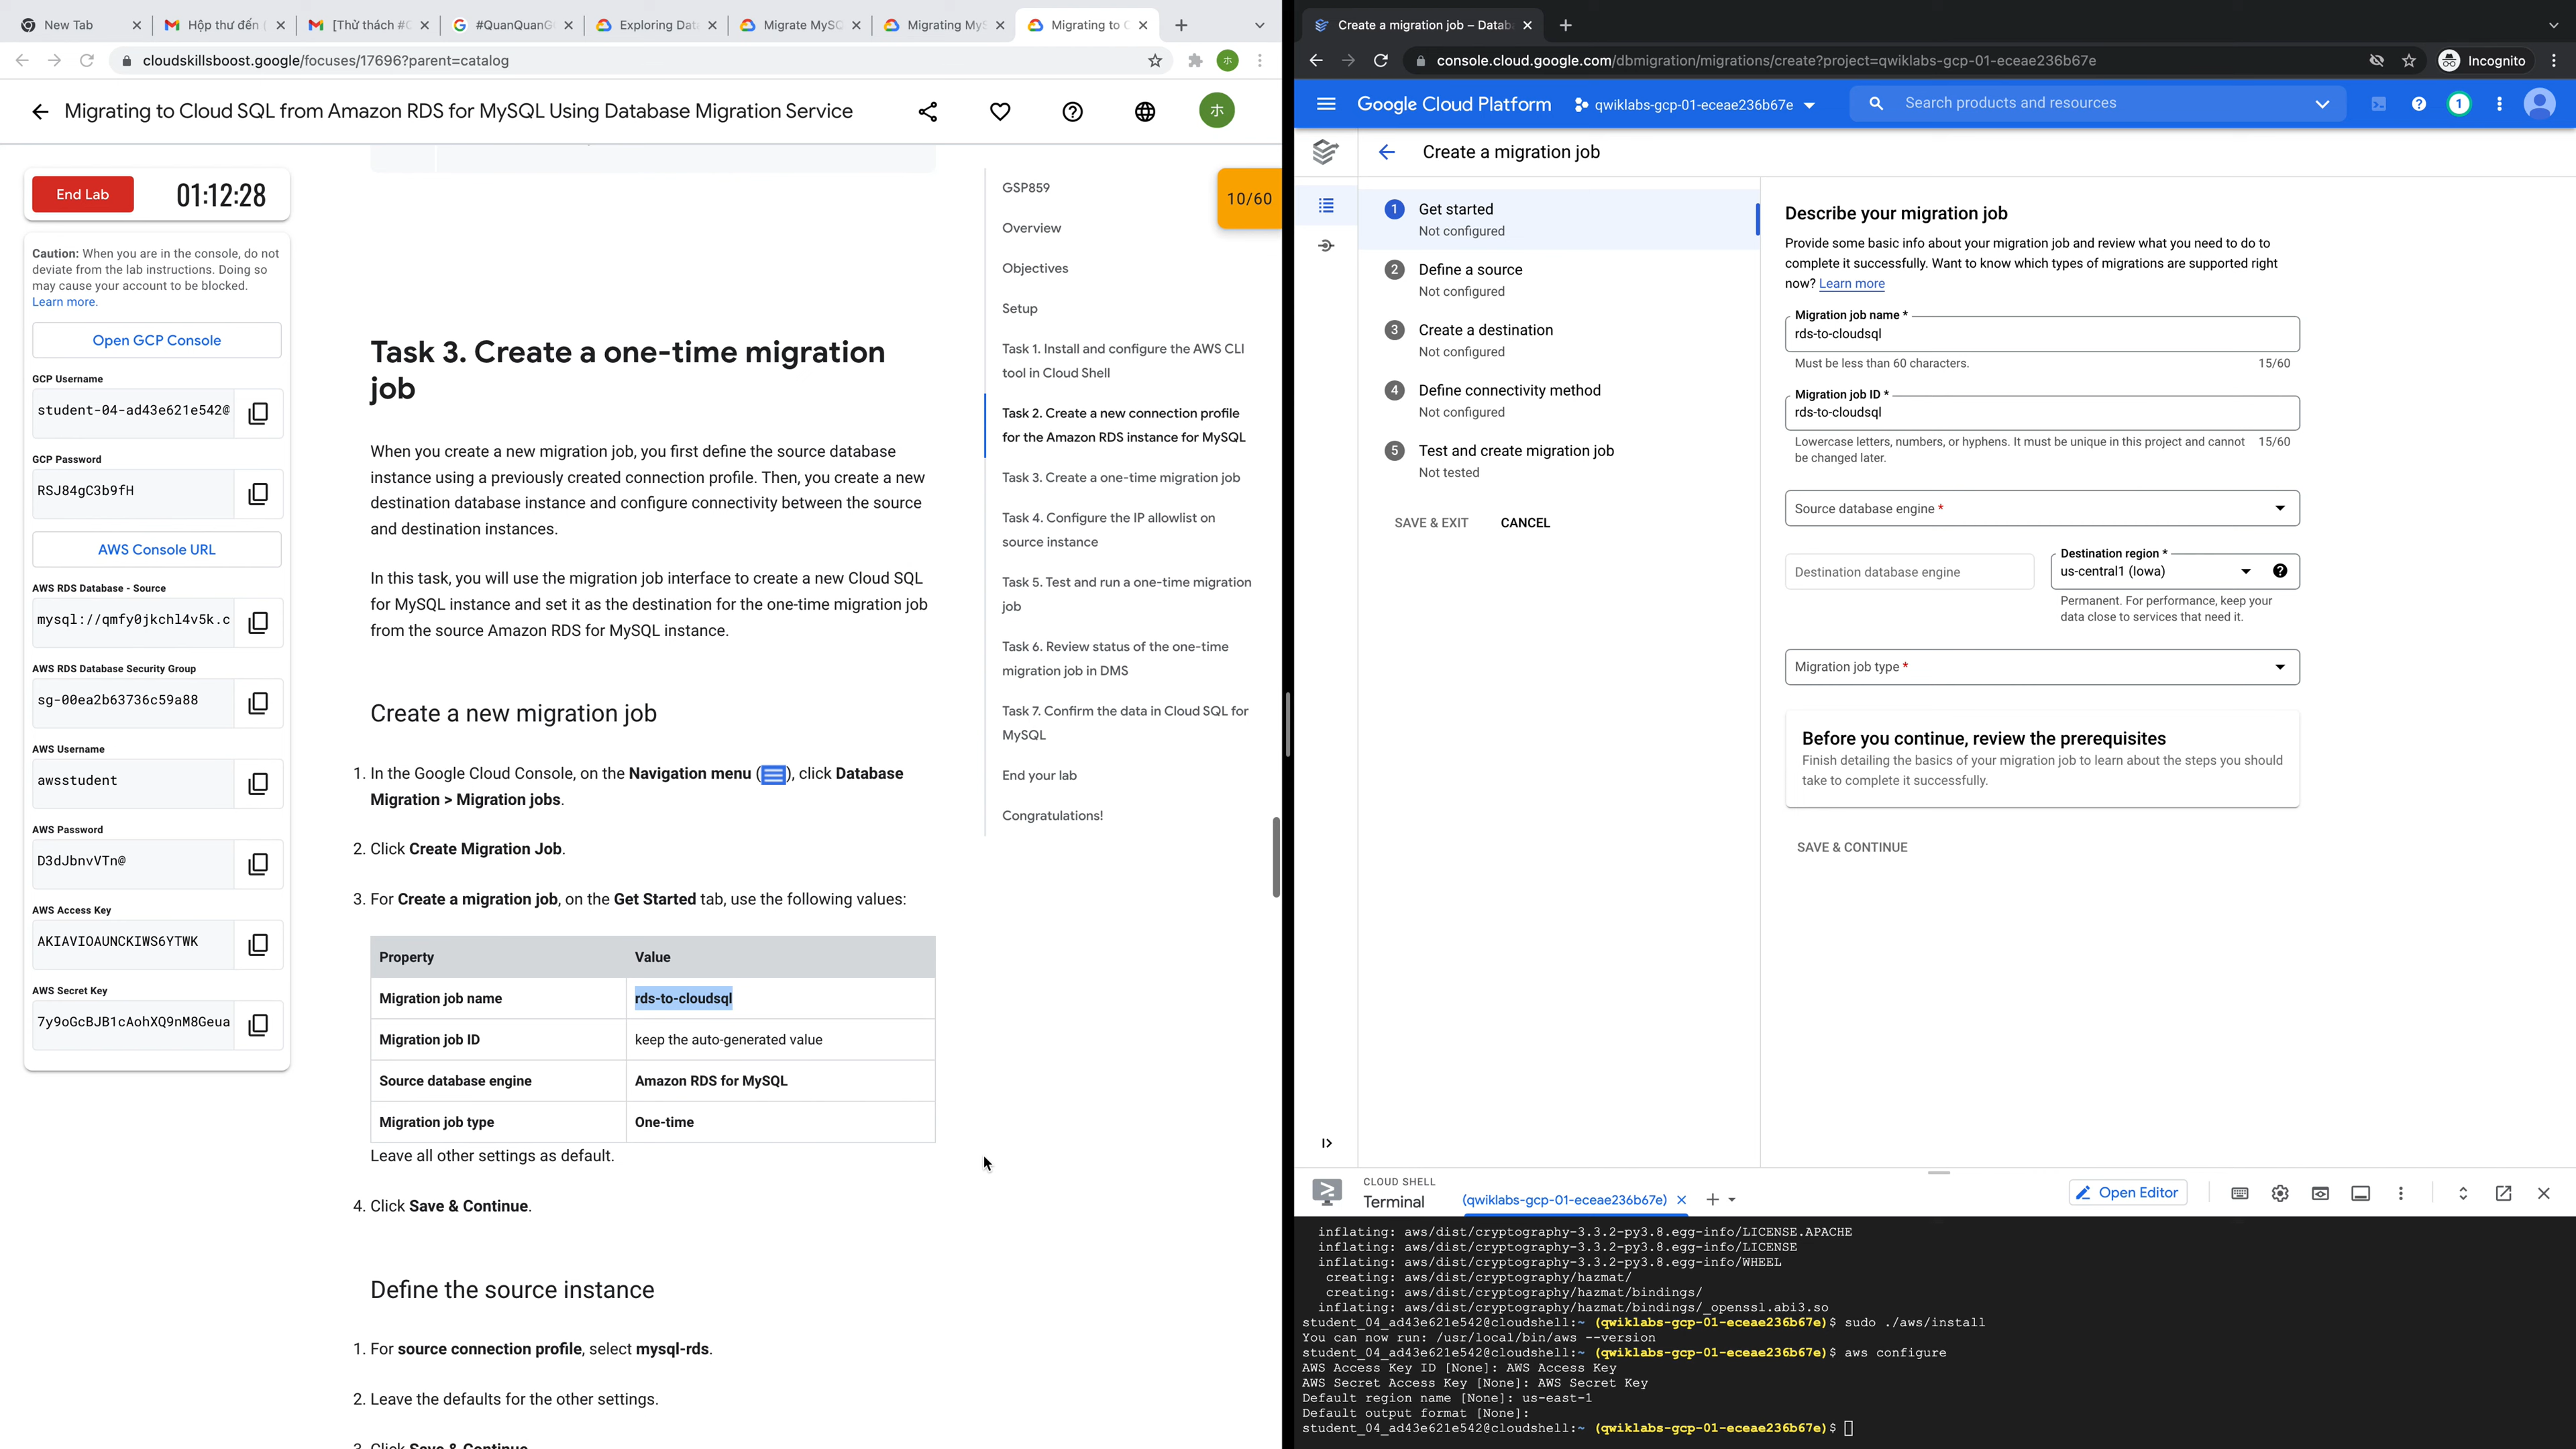 New Tab
Hộp thư đến (
[Thử thách #C
#QuanQuanG
Exploring Dat
Migrate MySQ
Migrating MyS
Migrating to C
cloudskillsboost.google/focuses/17696?parent=catalog
Migrating to Cloud SQL from Amazon RDS for MySQL Using Database Migration Service
ホ
End Lab
01:12:28
Caution: When you are in the console, do not
deviate from the lab instructions. Doing so
may cause your account to be blocked.
Learn more.
Open GCP Console
GCP Username
student-04-ad43e621e542@
GCP Password
RSJ84gC3b9fH
AWS Console URL
AWS RDS Database - Source
mysql://qmfy0jkchl4v5k.c
AWS RDS Database Security Group
sg-00ea2b63736c59a88
AWS Username
awsstudent
AWS Password
D3dJbnvVTn@
AWS Access Key
AKIAVIOAUNCKIWS6YTWK
AWS Secret Key
7y9oGcBJB1cAohXQ9nM8Geua
Task 3. Create a one-time migration
job
When you create a new migration job, you first define the source database
instance using a previously created connection profile. Then, you create a new
destination database instance and configure connectivity between the source
and destination instances.
In this task, you will use the migration job interface to create a new Cloud SQL
for MySQL instance and set it as the destination for the one-time migration job
from the source Amazon RDS for MySQL instance.
Create a new migration job
1. In the Google Cloud Console, on the Navigation menu (), click Database
Migration > Migration jobs.
2. Click Create Migration Job.
3. For Create a migration job, on the Get Started tab, use the following values:
Property Value
Migration job name rds-to-cloudsql
Migration job ID keep the auto-generated value
Source database engine Amazon RDS for MySQL
Migration job type One-time
Leave all other settings as default.
4. Click Save & Continue.
Define the source instance
1. For source connection profile, select mysql-rds.
2. Leave the defaults for the other settings.
3. Click Save & Continue
GSP859
Overview
Objectives
Setup
Task 1. Install and configure the AWS CLI
tool in Cloud Shell
Task 2. Create a new connection profile
for the Amazon RDS instance for MySQL
Task 3. Create a one-time migration job
Task 4. Configure the IP allowlist on
source instance
Task 5. Test and run a one-time migration
job
Task 6. Review status of the one-time
migration job in DMS
Task 7. Confirm the data in Cloud SQL for
MySQL
End your lab
Congratulations!
10/60
Create a migration job – Datab
console.cloud.google.com/dbmigration/migrations/create?project=qwiklabs-gcp-01-eceae236b67e
Incognito
Google Cloud Platform
qwiklabs-gcp-01-eceae236b67e
Search products and resources
1
Create a migration job
1 Get started
Not configured
2 Define a source
Not configured
3 Create a destination
Not configured
4 Define connectivity method
Not configured
5 Test and create migration job
Not tested
SAVE & EXIT CANCEL
Describe your migration job
Provide some basic info about your migration job and review what you need to do to
complete it successfully. Want to know which types of migrations are supported right
now? Learn more
Migration job name *
rds-to-cloudsql
Must be less than 60 characters. 15/60
Migration job ID *
rds-to-cloudsql
Lowercase letters, numbers, or hyphens. It must be unique in this project and cannot 15/60
be changed later.
Source database engine *
Destination database engine
Destination region *
us-central1 (Iowa)
Permanent. For performance, keep your
data close to services that need it.
Migration job type *
Before you continue, review the prerequisites
Finish detailing the basics of your migration job to learn about the steps you should
take to complete it successfully.
SAVE & CONTINUE
CLOUD SHELL
Terminal
(qwiklabs-gcp-01-eceae236b67e)
Open Editor
inflating: aws/dist/cryptography-3.3.2-py3.8.egg-info/LICENSE.APACHE
inflating: aws/dist/cryptography-3.3.2-py3.8.egg-info/LICENSE
inflating: aws/dist/cryptography-3.3.2-py3.8.egg-info/WHEEL
creating: aws/dist/cryptography/hazmat/
creating: aws/dist/cryptography/hazmat/bindings/
inflating: aws/dist/cryptography/hazmat/bindings/_openssl.abi3.so
student_04_ad43e621e542@cloudshell:~ (qwiklabs-gcp-01-eceae236b67e)$ sudo ./aws/install
You can now run: /usr/local/bin/aws --version
student_04_ad43e621e542@cloudshell:~ (qwiklabs-gcp-01-eceae236b67e)$ aws configure
AWS Access Key ID [None]: AWS Access Key
AWS Secret Access Key [None]: AWS Secret Key
Default region name [None]: us-east-1
Default output format [None]:
student_04_ad43e621e542@cloudshell:~ (qwiklabs-gcp-01-eceae236b67e)$